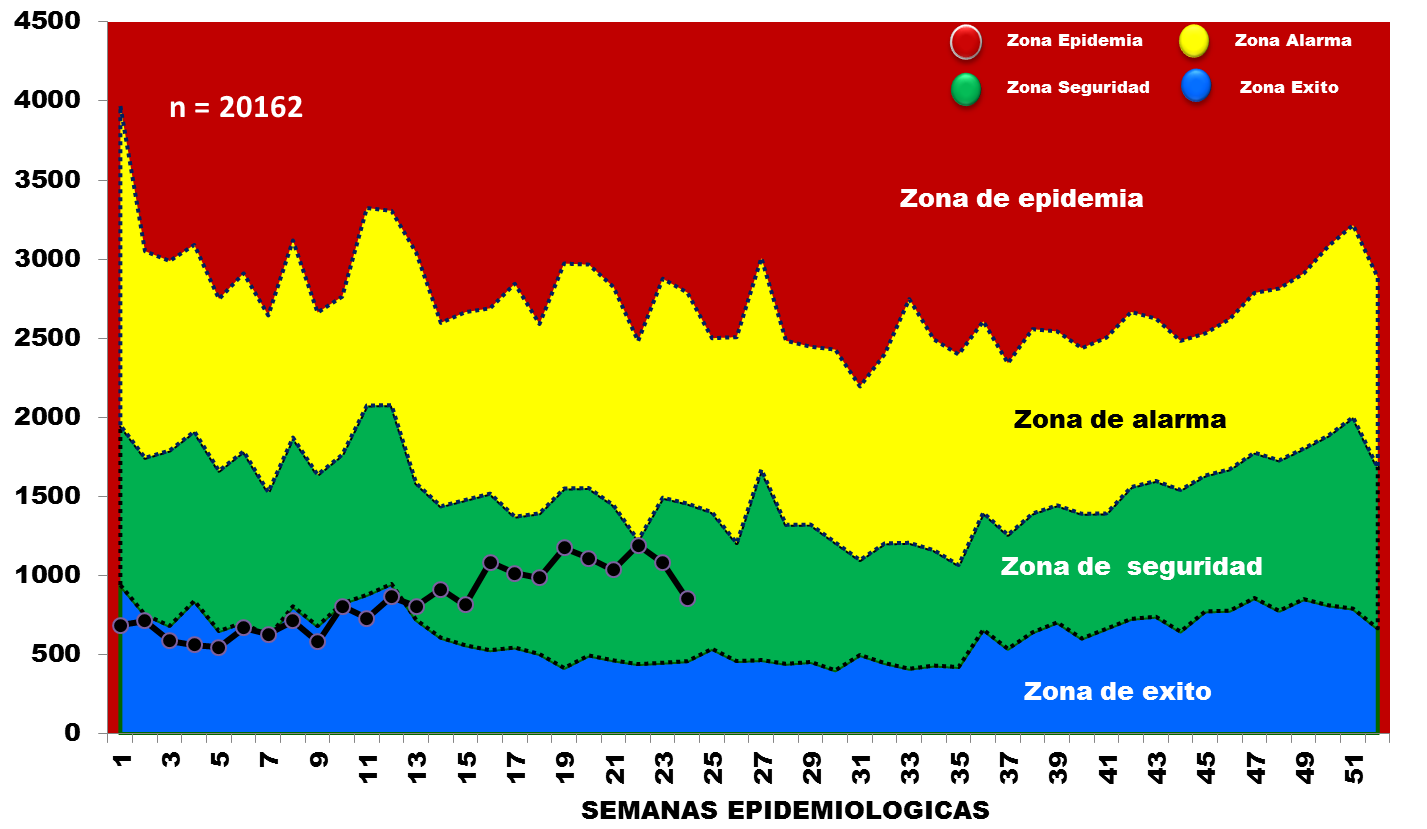 4500
4000
3500
3000
2500
2000
1500
1000
500
0
n = 20162
Zona Epidemia
Zona Alarma
Zona Seguridad
Zona Exito
Zona de epidemia
Zona de alarma
Zona de seguridad
Zona de exito
1 3 5 7 9 11 13 15 17 19 21 23 25 27 29 31 33 35 37 39 41 43 45 47 49 51
SEMANAS EPIDEMIOLOGICAS